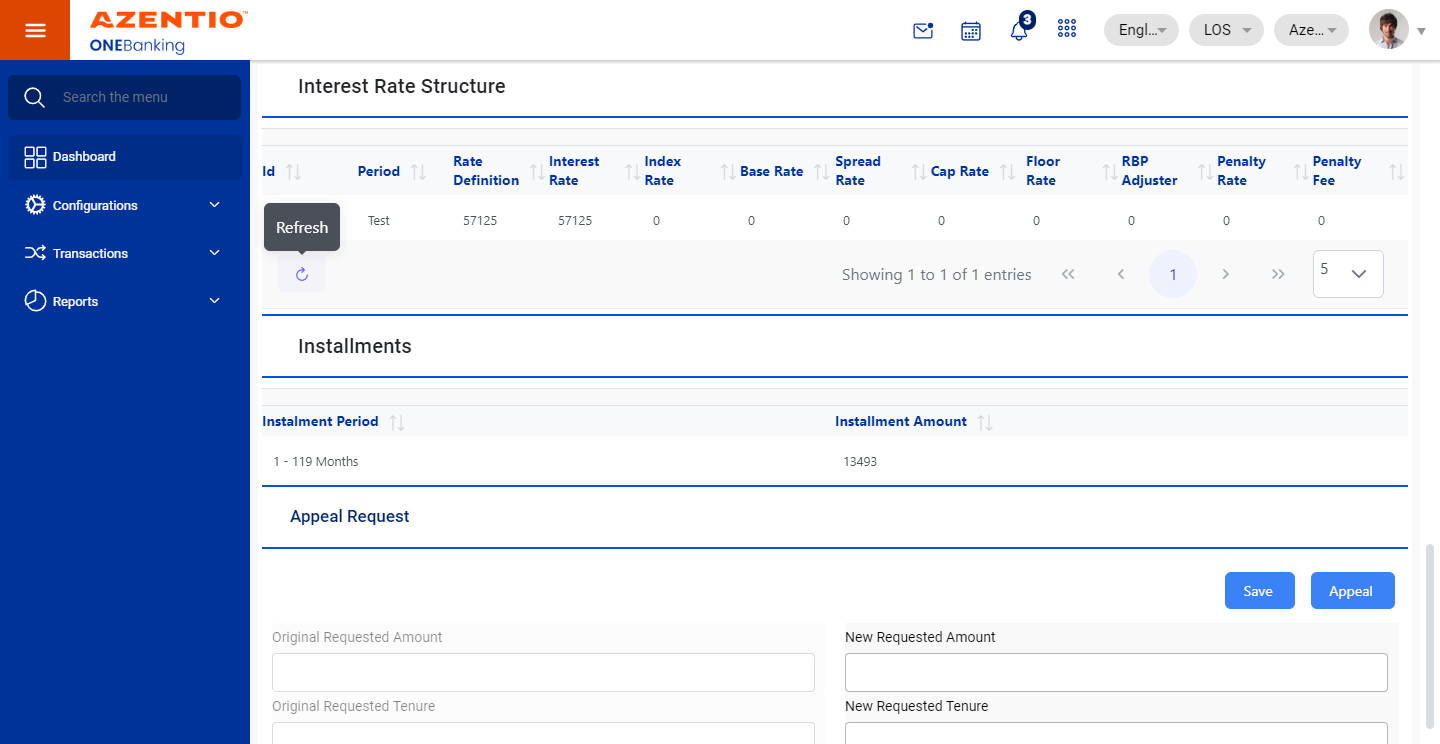 AZENTIO™
ONEBanking
3
Engl...
LOS
Aze...
Search the menu
Dashboard
Configurations
Transactions
Reports
Interest Rate Structure
Id Period Rate Definition Interest Rate Index Rate Base Rate Spread Rate Cap Rate Floor Rate RBP Adjuster Penalty Rate Penalty Fee
Test 57125 57125 0 0 0 0 0 0 0 0
Refresh
Showing 1 to 1 of 1 entries « ‹ 1 › » 5
Installments
Instalment Period Installment Amount
1 - 119 Months 13493
Appeal Request
Save Appeal
Original Requested Amount New Requested Amount
Original Requested Tenure New Requested Tenure